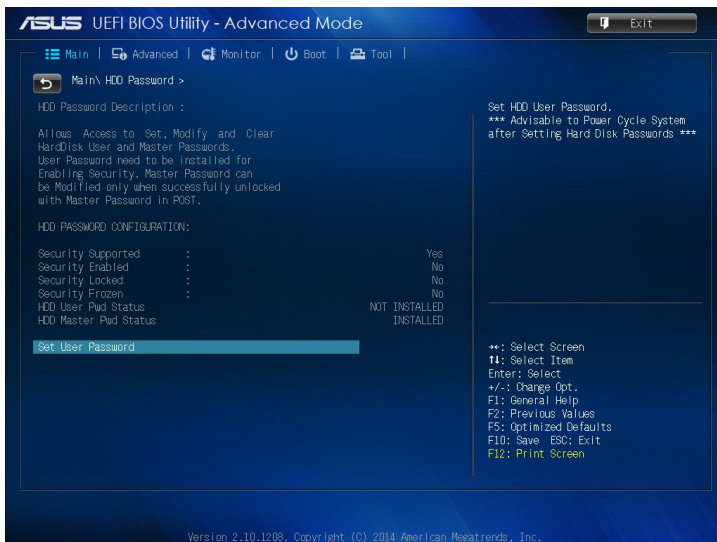 ASUS UEFI BIOS Utility - Advanced Mode
Exit
Main Advanced Monitor Boot Tool
Main\ HDD Password >
HDD Password Description :
Allows Access to Set, Modify and Clear
HardDisk User and Master Passwords.
User Password need to be installed for
Enabling Security. Master Password can
be Modified only when successfully unlocked
with Master Password in POST.
HDD PASSWORD CONFIGURATION:
Security Supported : Yes
Security Enabled : No
Security Locked : No
Security Frozen : No
HDD User Pwd Status NOT INSTALLED
HDD Master Pwd Status INSTALLED
Set User Password
Set HDD User Password.
*** Advisable to Power Cycle System
after Setting Hard Disk Passwords ***
→←: Select Screen
↑↓: Select Item
Enter: Select
+/-: Change Opt.
F1: General Help
F2: Previous Values
F5: Optimized Defaults
F10: Save ESC: Exit
F12: Print Screen
Version 2.10.1208. Copyright (C) 2014 American Megatrends, Inc.